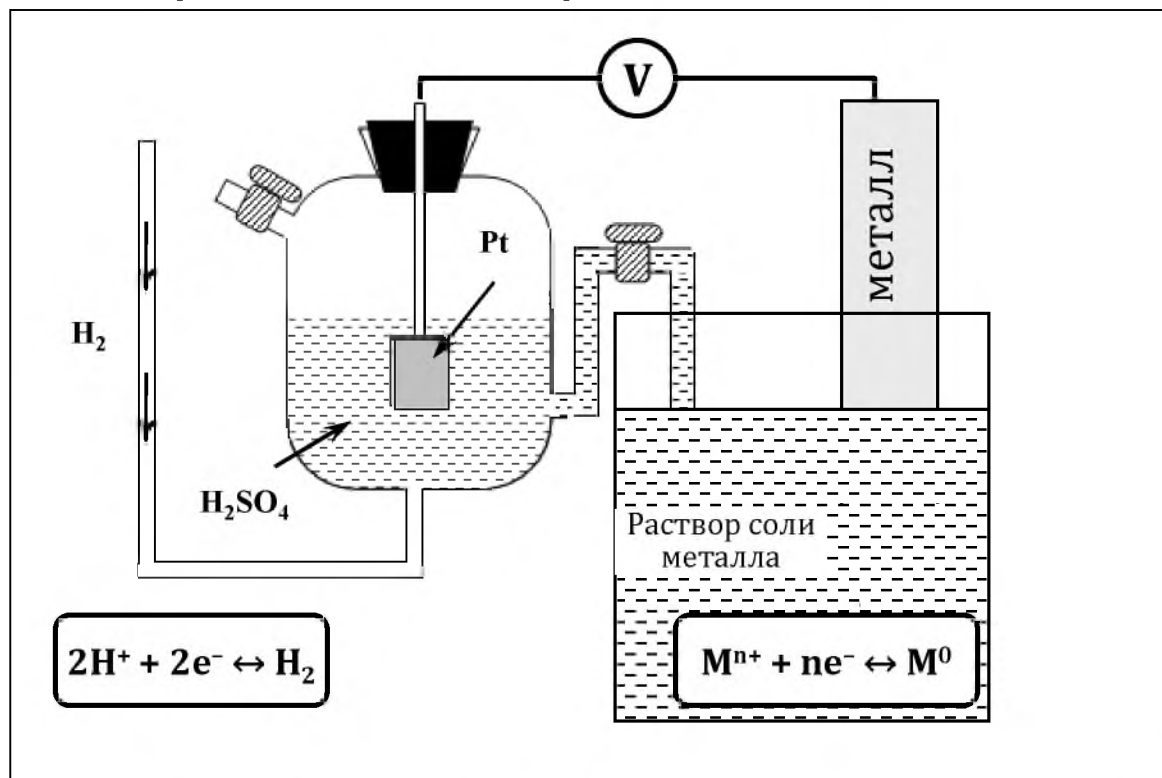 V
металл
Pt
H₂
H₂SO₄
Раствор соли
металла
2H⁺ + 2e⁻ ↔ H₂
Mⁿ⁺ + ne⁻ ↔ M⁰